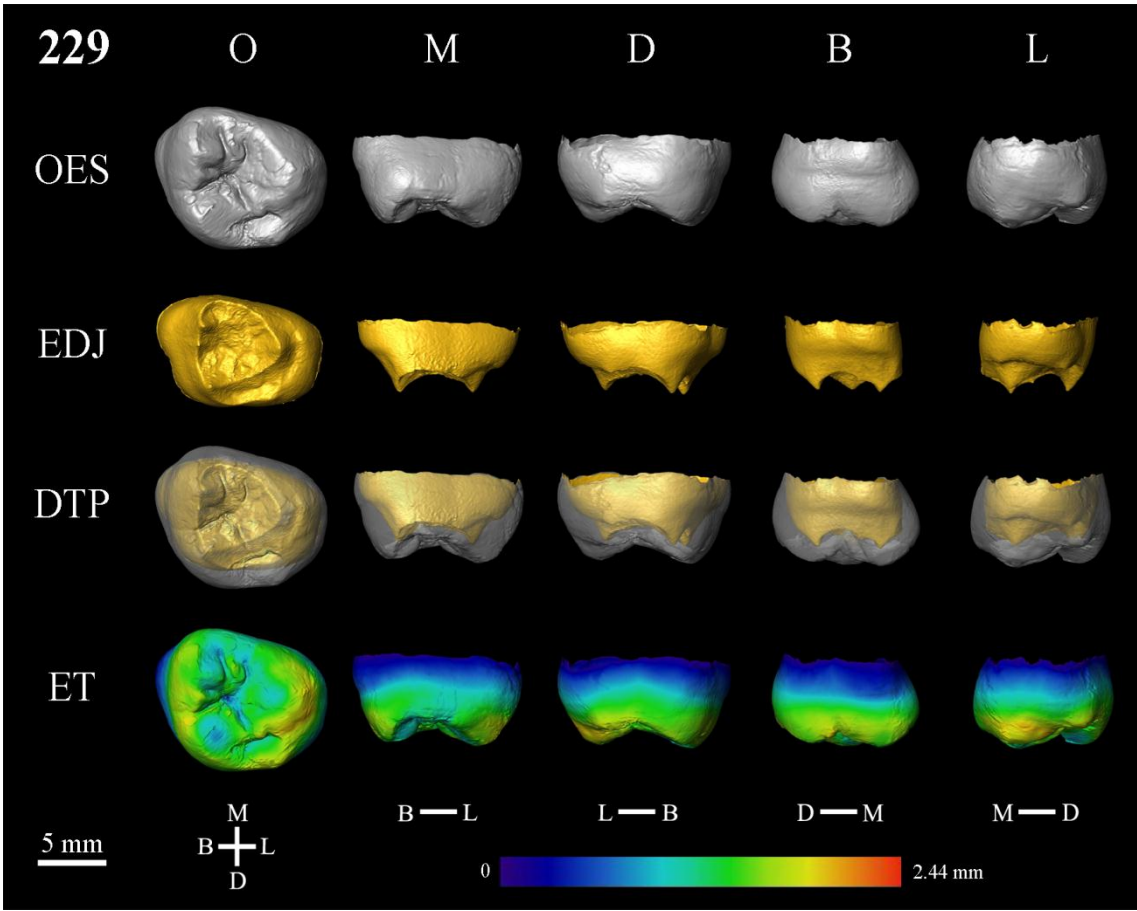 229 O M D B L
OES
EDJ
DTP
ET
M
B L
D
B L
L B
D M
M D
5 mm
0 2.44 mm